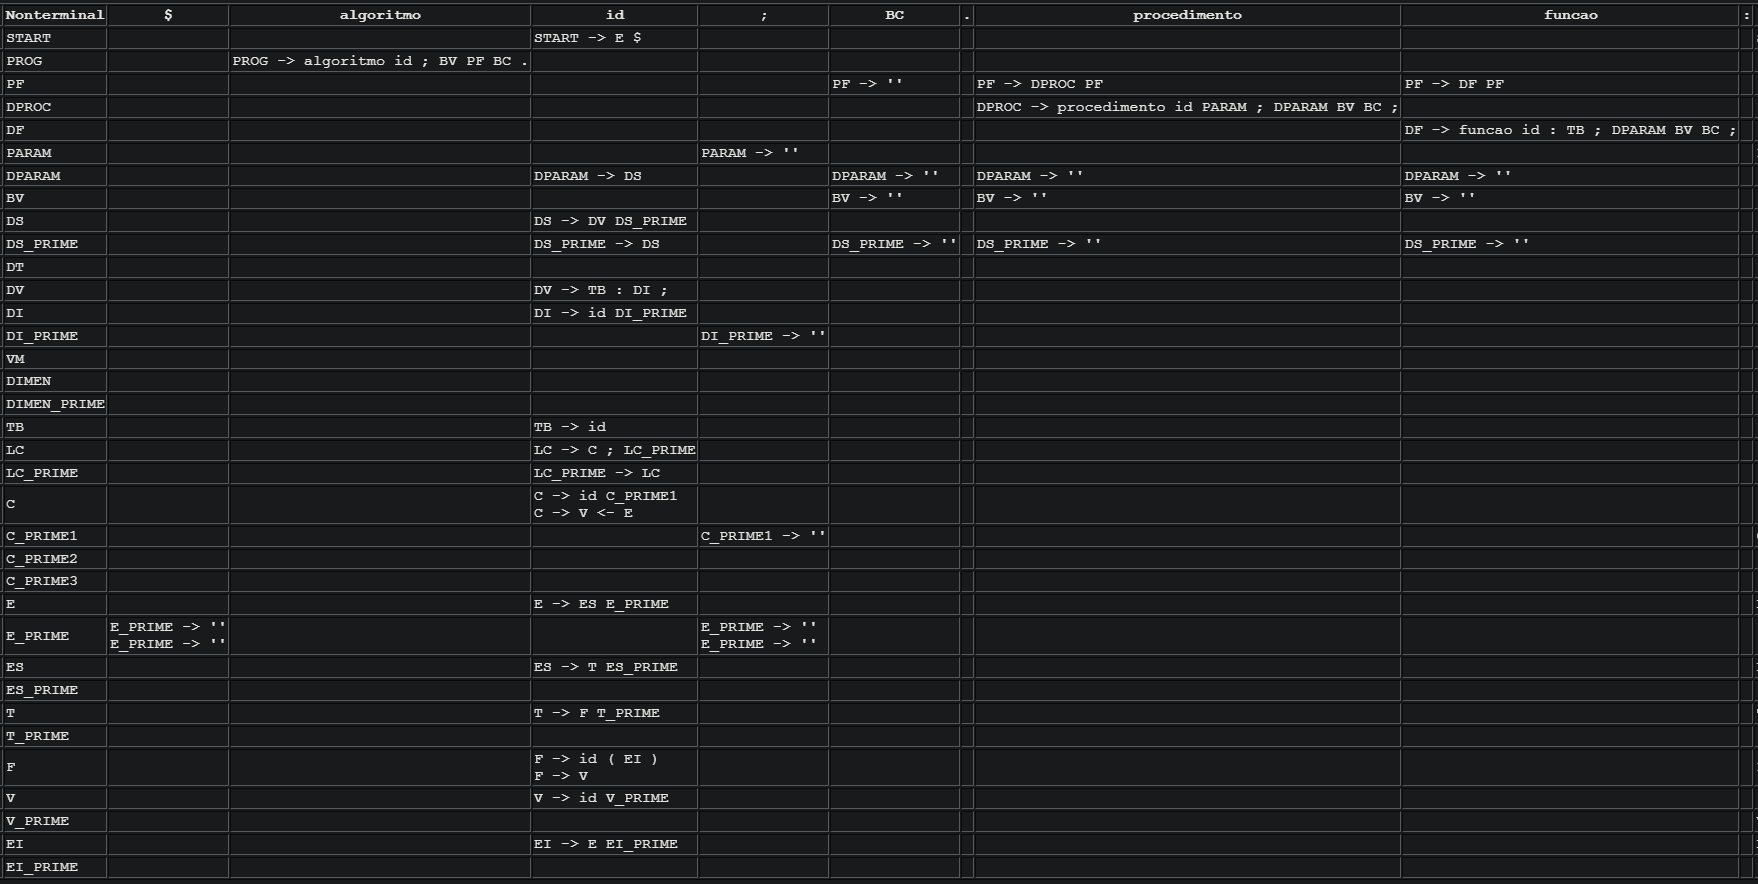 Nonterminal $ algoritmo id ; BC . procedimento funcao :
START START -> E $
PROG PROG -> algoritmo id ; BV PF BC .
PF PF -> '' PF -> DPROC PF PF -> DF PF
DPROC DPROC -> procedimento id PARAM ; DPARAM BV BC ;
DF DF -> funcao id : TB ; DPARAM BV BC ;
PARAM PARAM -> ''
DPARAM DPARAM -> DS DPARAM -> '' DPARAM -> '' DPARAM -> ''
BV BV -> '' BV -> '' BV -> ''
DS DS -> DV DS_PRIME
DS_PRIME DS_PRIME -> DS DS_PRIME -> '' DS_PRIME -> '' DS_PRIME -> ''
DT
DV DV -> TB : DI ;
DI DI -> id DI_PRIME
DI_PRIME DI_PRIME -> ''
VM
DIMEN
DIMEN_PRIME
TB TB -> id
LC LC -> C ; LC_PRIME
LC_PRIME LC_PRIME -> LC
C C -> id C_PRIME1
C -> V <- E
C_PRIME1 C_PRIME1 -> ''
C_PRIME2
C_PRIME3
E E -> ES E_PRIME
E_PRIME E_PRIME -> '' E_PRIME -> ''
E_PRIME -> '' E_PRIME -> ''
ES ES -> T ES_PRIME
ES_PRIME
T T -> F T_PRIME
T_PRIME
F F -> id ( EI )
F -> V
V V -> id V_PRIME
V_PRIME
EI EI -> E EI_PRIME
EI_PRIME